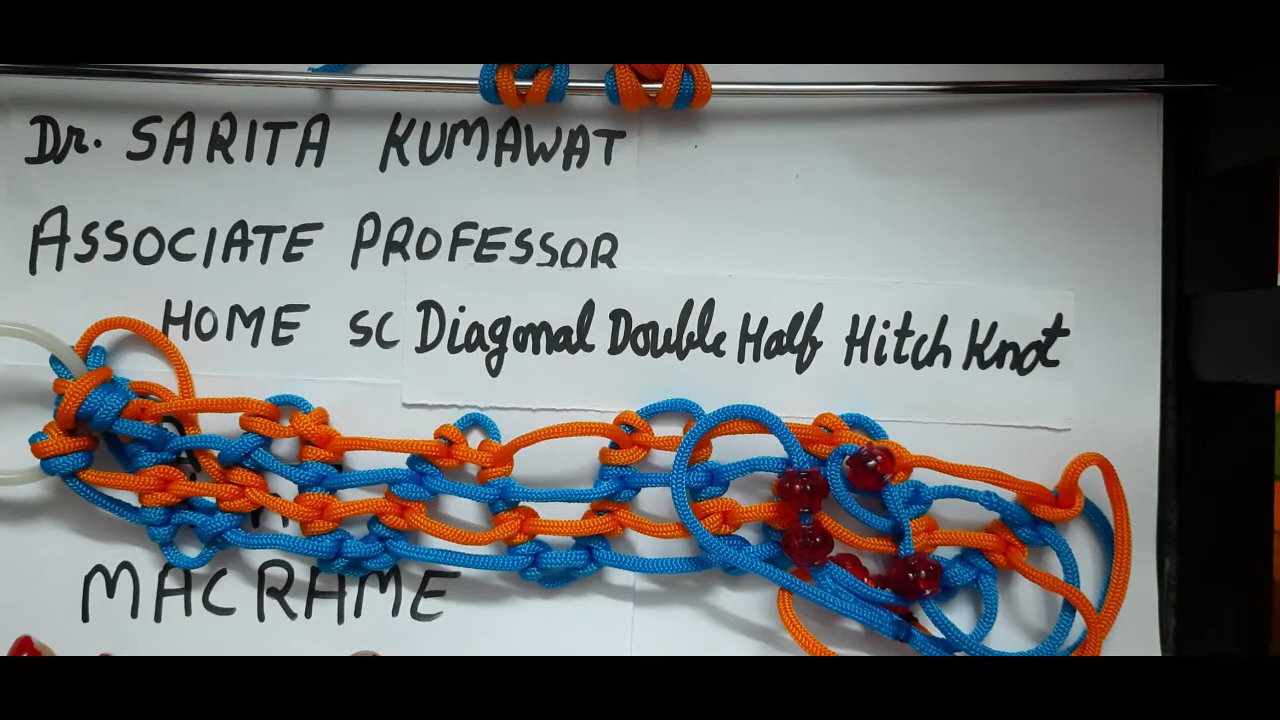 Dr. SARITA KUMAWAT
ASSOCIATE PROFESSOR
HOME SC
Diagonal Double Half Hitch Knot
MACRAME